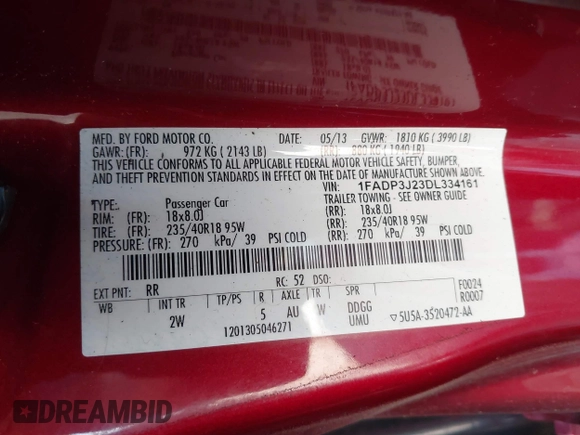 MFD. BY FORD MOTOR CO. DATE: 05/13 GVWR: 1810 KG ( 3990 LB)
GAWR: (FR): 972 KG ( 2143 LB) (RR): 880 KG ( 1940 LB)
THIS VEHICLE CONFORMS TO ALL APPLICABLE FEDERAL MOTOR VEHICLE SAFETY, BUMPER,
AND THEFT PREVENTION STANDARDS IN EFFECT ON THE DATE OF MANUFACTURE SHOWN ABOVE.
VIN: 1FADP3J23DL334161
TYPE: Passenger Car TRAILER TOWING - SEE OWNER GUIDE
RIM: (FR): 18x8.0J (RR): 18x8.0J
TIRE: (FR): 235/40R18 95W (RR): 235/40R18 95W
PRESSURE: (FR): 270 kPa/ 39 PSI COLD (RR): 270 kPa/ 39 PSI COLD
EXT PNT: RR RC: 52 DSO: F0024
WB INT TR TP/PS R AXLE TR SPR R0007
2W 5 AU W DDGG
UMU
1201305046271 5U5A-3520472-AA
DREAMBID